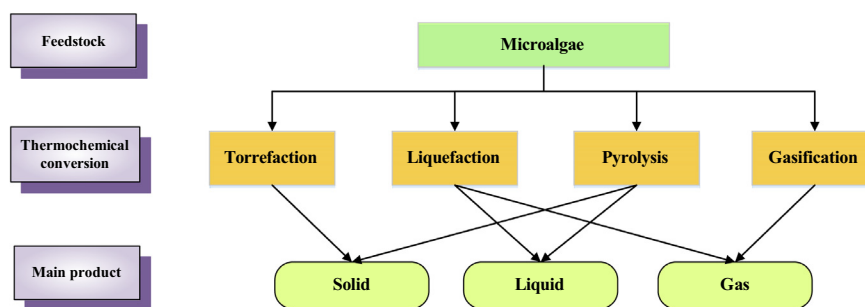 Feedstock
Microalgae
Thermochemical
conversion
Torrefaction
Liquefaction
Pyrolysis
Gasification
Main product
Solid
Liquid
Gas